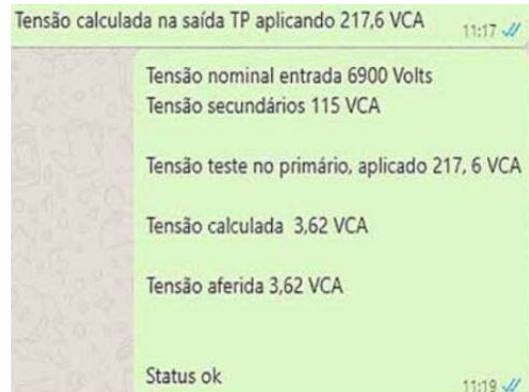 Tensão calculada na saída TP aplicando 217,6 VCA
11:17
Tensão nominal entrada 6900 Volts
Tensão secundários 115 VCA
Tensão teste no primário, aplicado 217, 6 VCA
Tensão calculada 3,62 VCA
Tensão aferida 3,62 VCA
Status ok
11:19